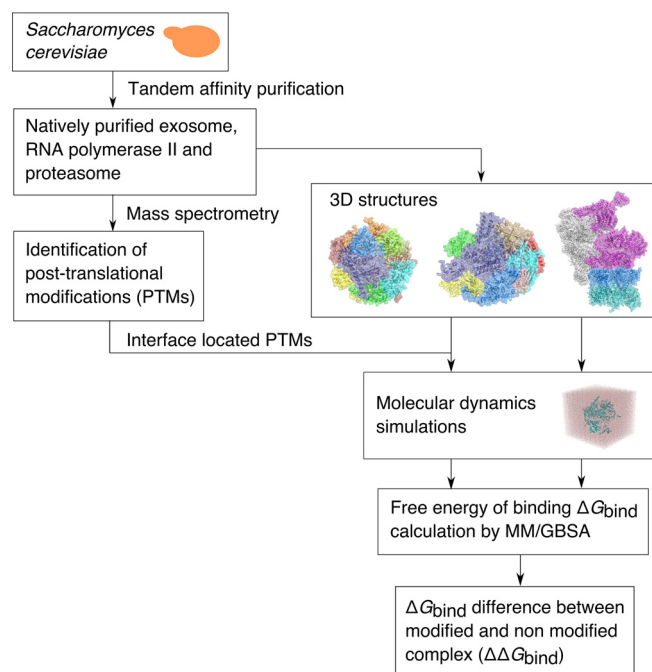 Saccharomyces
cerevisiae
Tandem affinity purification
Natively purified exosome,
RNA polymerase II and
proteasome
3D structures
Mass spectrometry
Identification of
post-translational
modifications (PTMs)
Interface located PTMs
Molecular dynamics
simulations
Free energy of binding ΔGbind
calculation by MM/GBSA
ΔGbind difference between
modified and non modified
complex (ΔΔGbind)